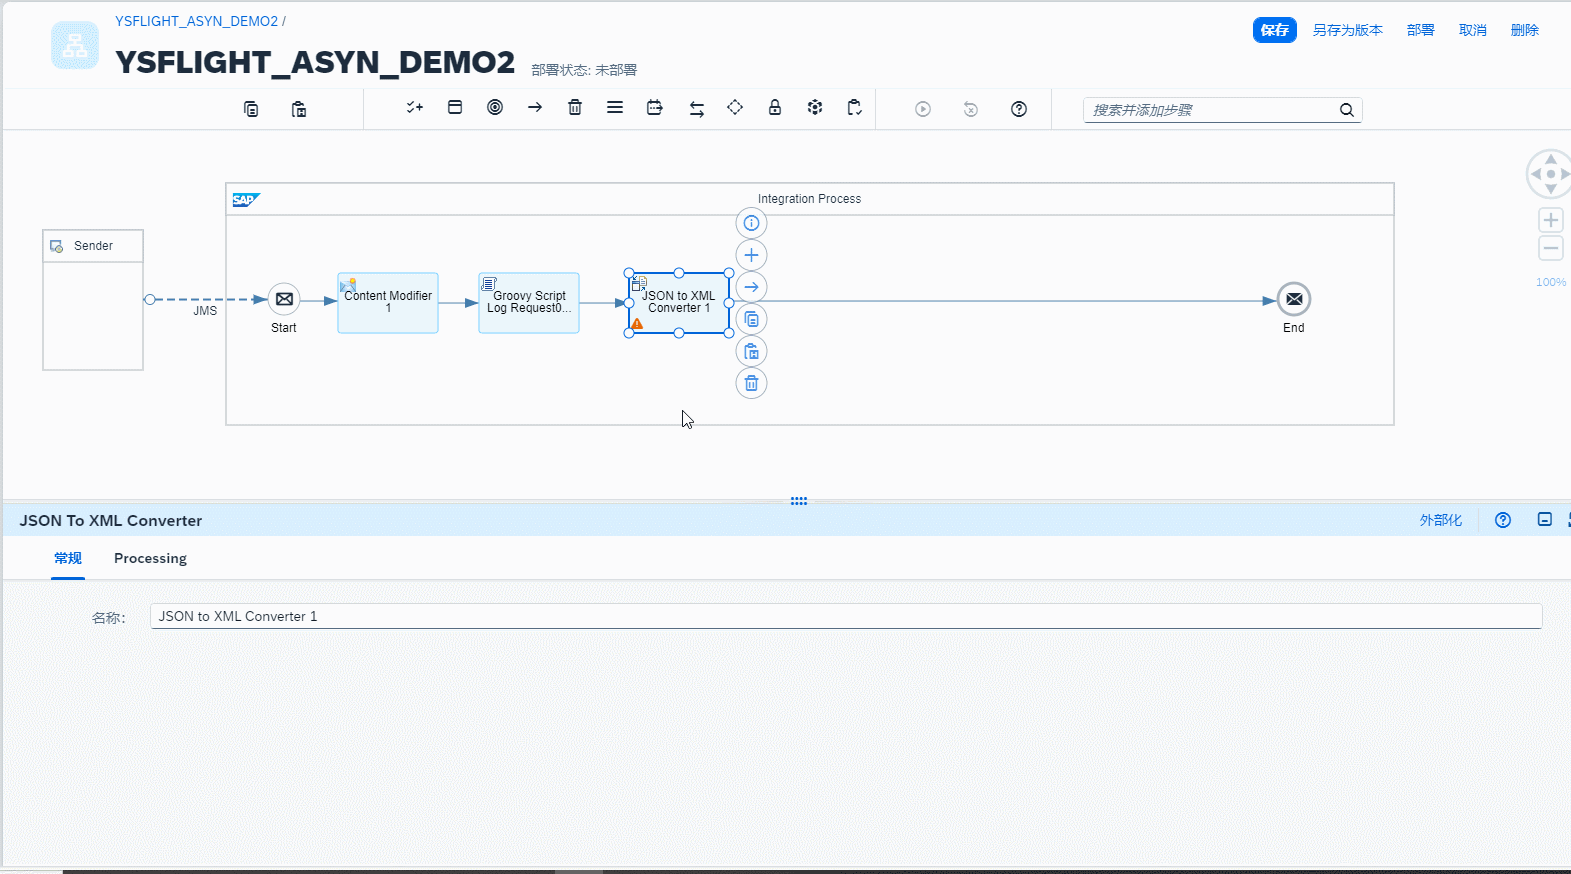 YSFLIGHT_ASYN_DEMO2 /
YSFLIGHT_ASYN_DEMO2
部署状态: 未部署
保存
另存为版本
部署
取消
删除
搜索并添加步骤
SAP
Integration Process
Sender
JMS
Start
Content Modifier
1
Groovy Script
Log Request0...
JSON to XML
Converter 1
End
100%
JSON To XML Converter
外部化
常规
Processing
名称:
JSON to XML Converter 1